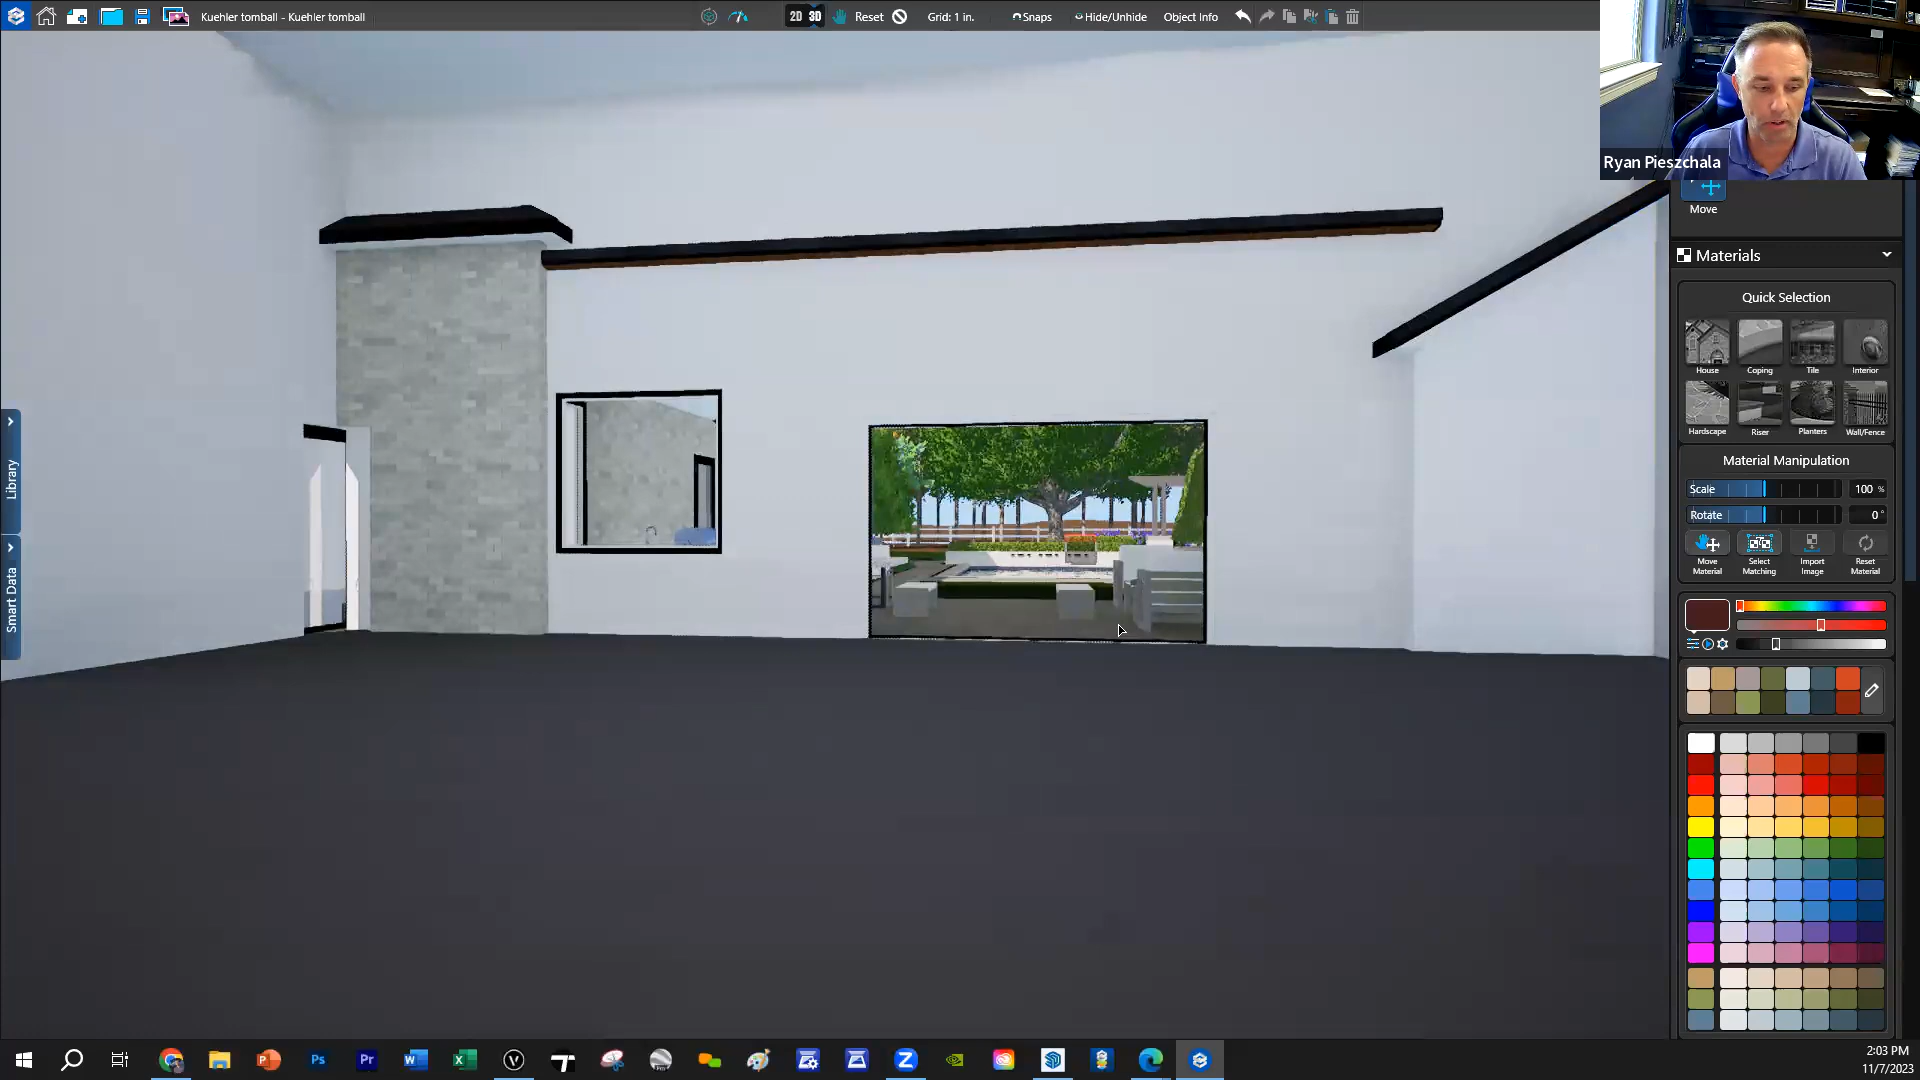 Kuehler tomball - Kuehler tomball
2D 3D Reset Grid: 1 in. Snaps Hide/Unhide Object Info
Ryan Pieszchala
Move
Materials
Quick Selection
House Coping Tile Interior
Hardscape Riser Planters Wall/Fence
Material Manipulation
Scale 100 %
Rotate 0 °
Move Material Select Matching Import Image Reset Material
Library
Smart Data
2:03 PM
11/7/2023